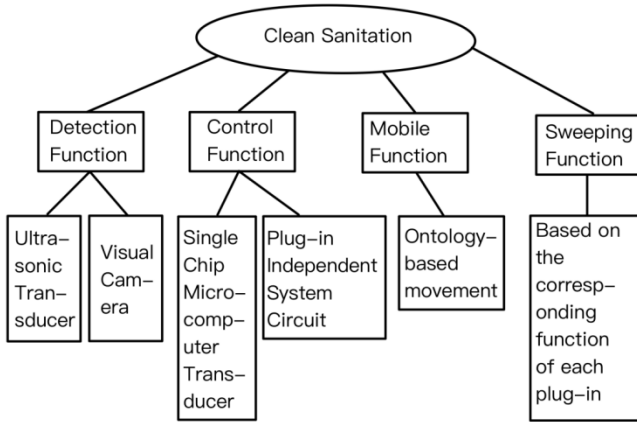 Clean Sanitation
Detection
Function
Control
Function
Mobile
Function
Sweeping
Function
Ultra-
sonic
Tran-
sducer
Visual
Cam-
era
Single
Chip
Micro-
comp-
uter
Trans-
ducer
Plug-in
Independent
System
Circuit
Ontology-
based
movement
Based on
the
corresp-
onding
function
of each
plug-in